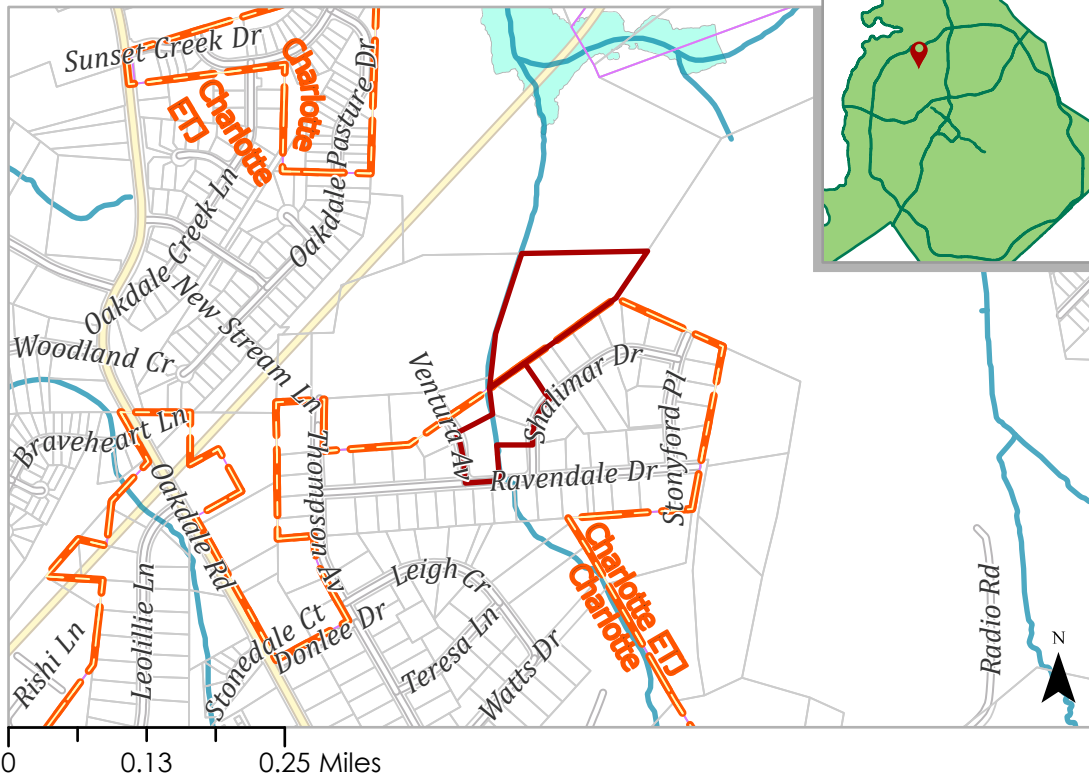 Sunset Creek Dr
Charlotte
ETJ
Charlotte
Oakdale Pasture Dr
Oakdale Creek Ln
New Stream Ln
Woodland Cr
Ventura Av
Shalimar Dr
Braveheart Ln
Thompson Av
Stonyford Pl
Ravendale Dr
Oakdale Rd
Charlotte ETJ
Charlotte
Leigh Cr
Leolillie Ln
Stonedale Ct
Donlee Dr
Teresa Ln
Watts Dr
Rishi Ln
Radio Rd
N
0 0.13 0.25 Miles